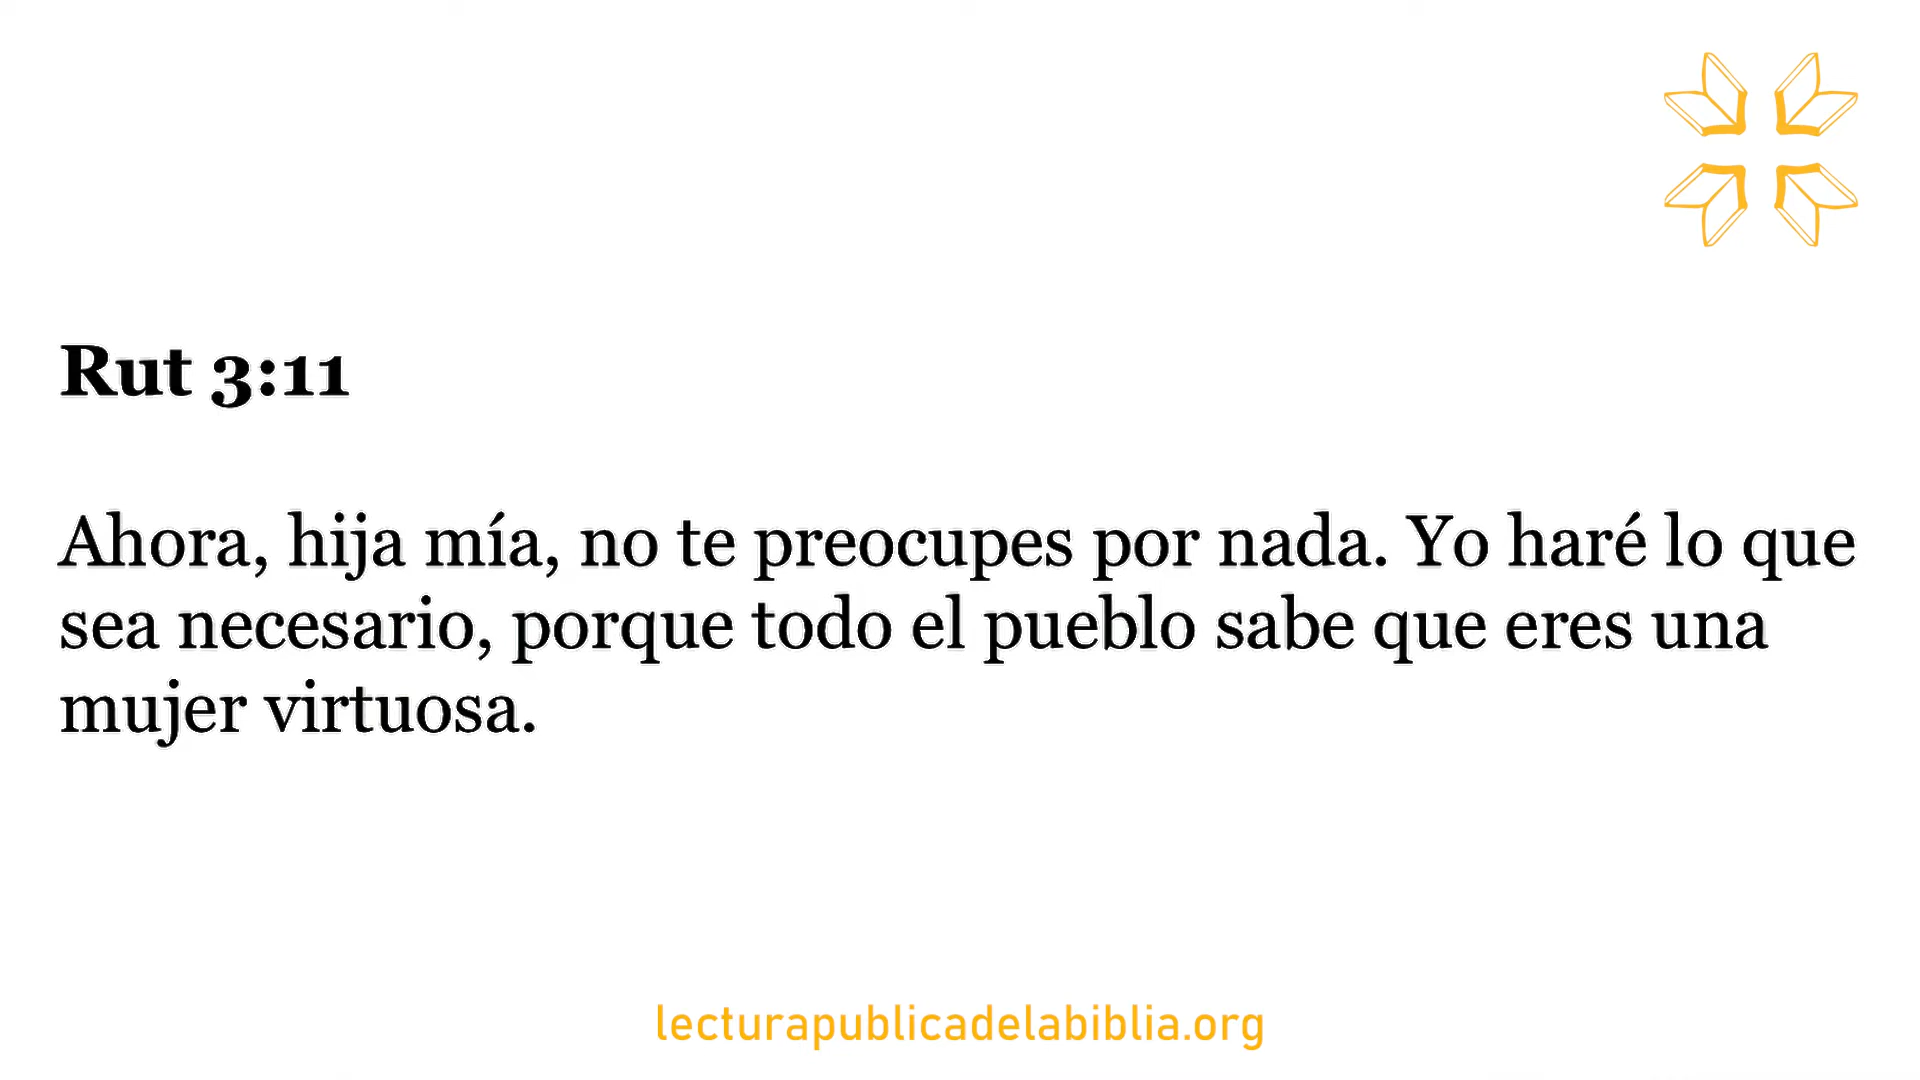 Rut 3:11
Ahora, hija mía, no te preocupes por nada. Yo haré lo que
sea necesario, porque todo el pueblo sabe que eres una
mujer virtuosa.
lecturapublicadelabiblia.org